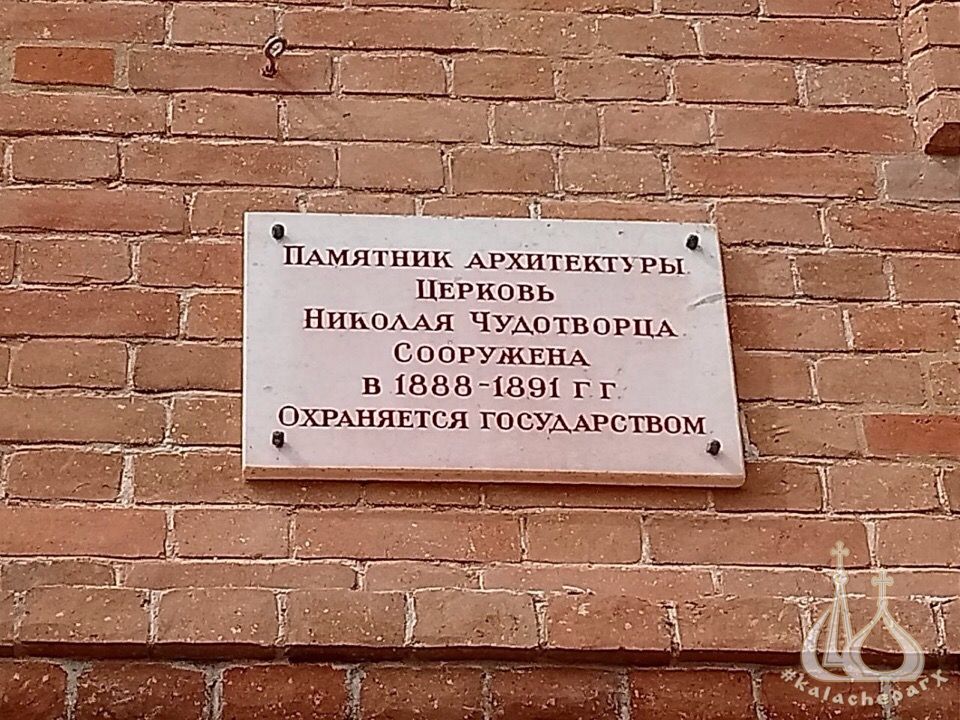 Памятник архитектуры
Церковь
Николая Чудотворца
Сооружена
в 1888-1891 г.г.
Охраняется государством
#kalacheparx